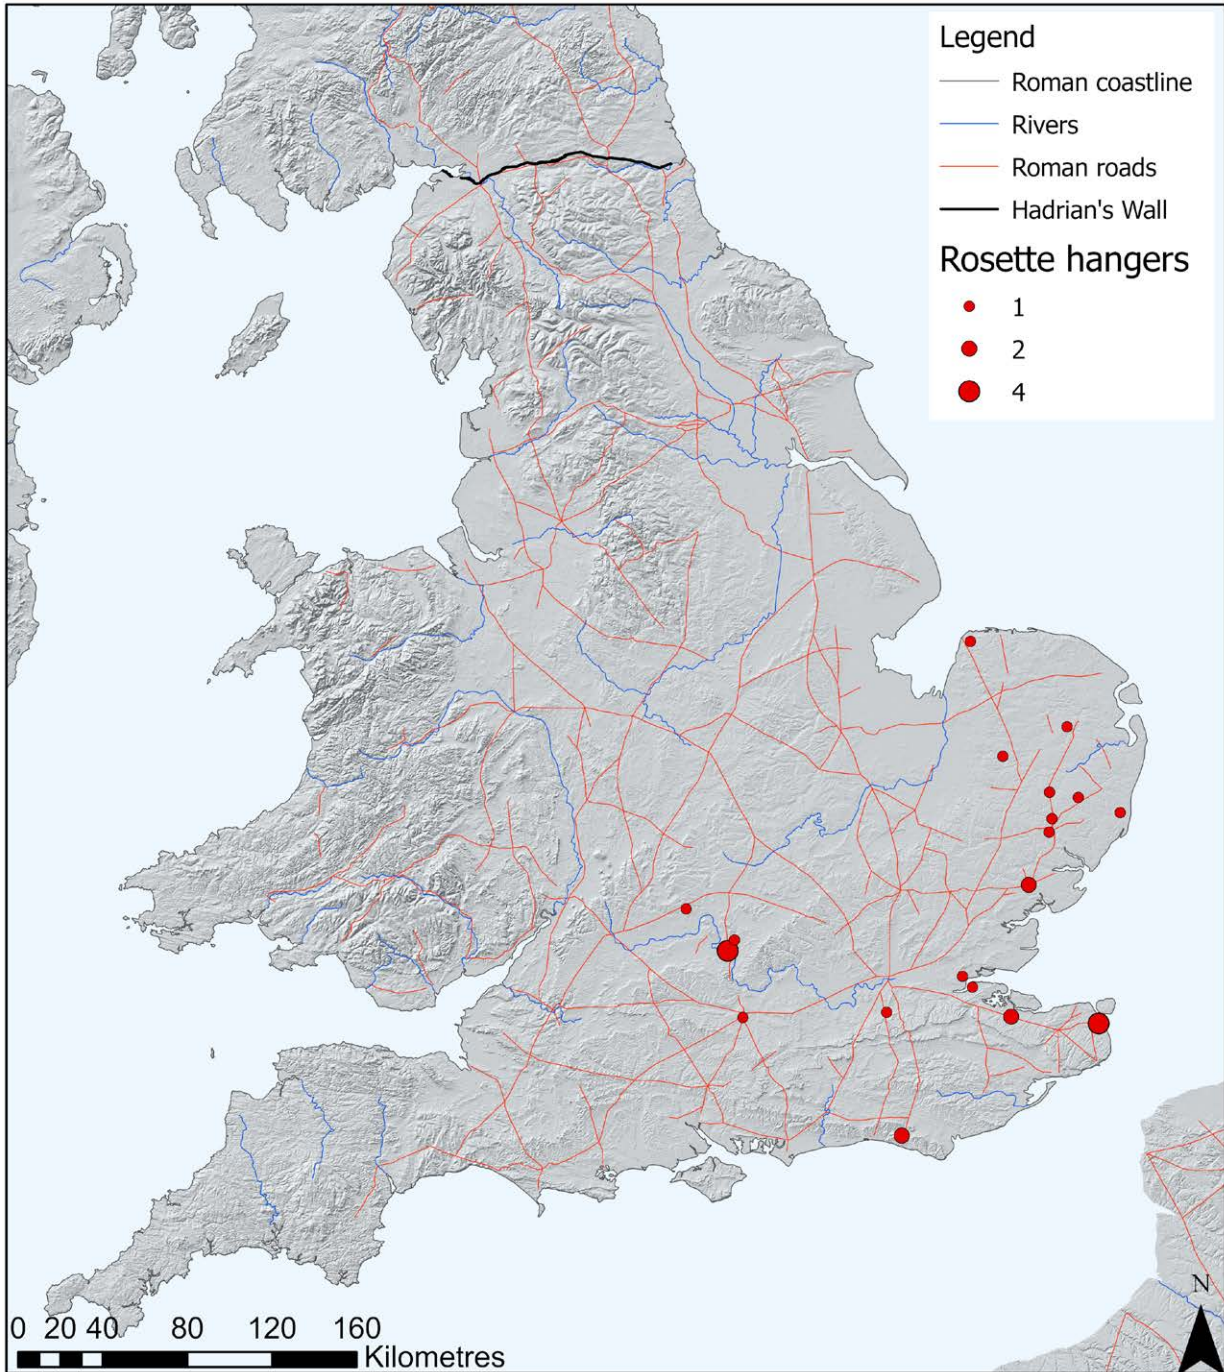 Legend
Roman coastline
Rivers
Roman roads
Hadrian's Wall
Rosette hangers
1
2
4
N
0 20 40 80 120 160
Kilometres